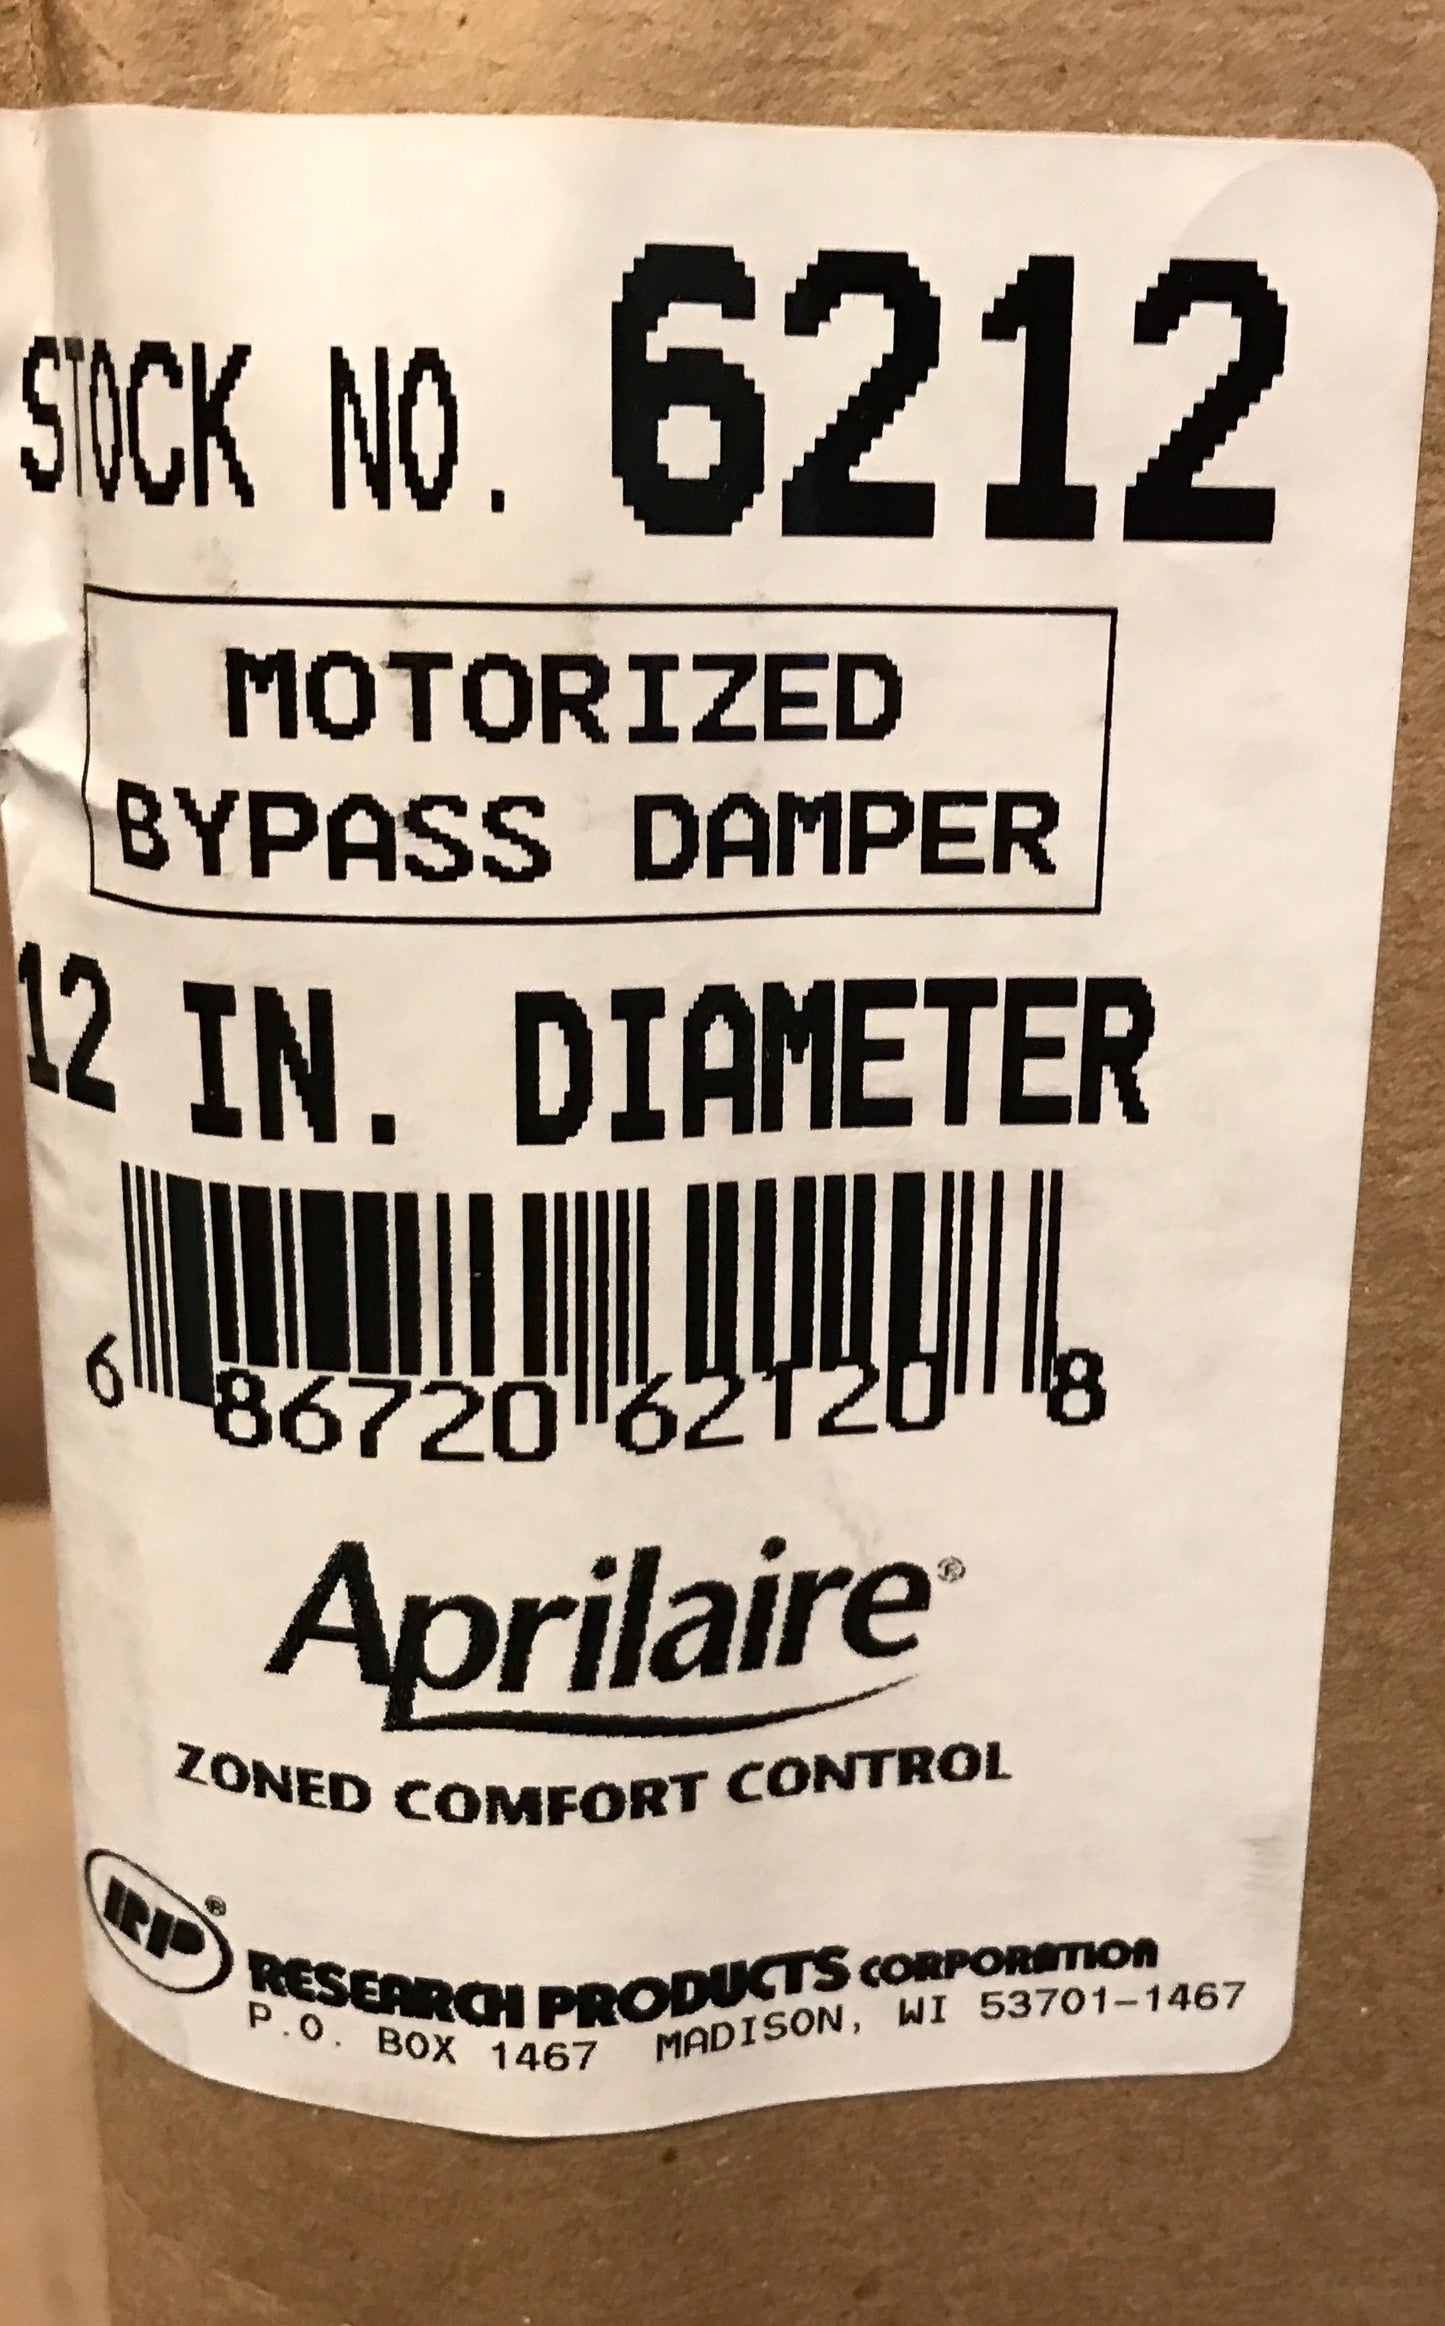 STOCK NO. 6212
MOTORIZED
BYPASS DAMPER
12 IN. DIAMETER
6 86720 62120 8
Aprilaire®
ZONED COMFORT CONTROL
RP® RESEARCH PRODUCTS CORPORATION
P.O. BOX 1467 MADISON, WI 53701-1467